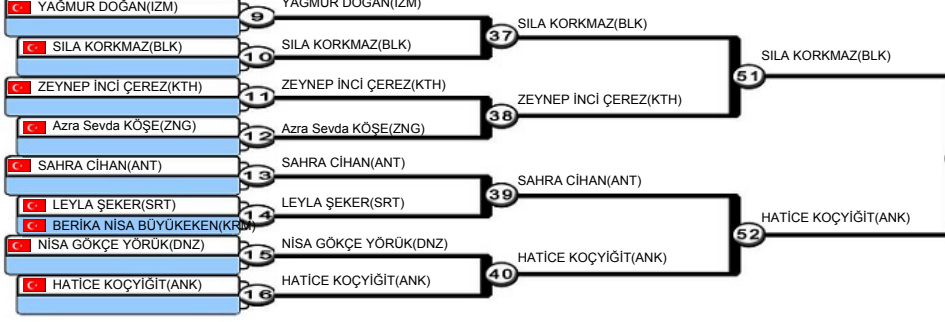 YAĞMUR DOĞAN(İZM)
9
YAĞMUR DOĞAN(İZM)
37
SILA KORKMAZ(BLK)
SILA KORKMAZ(BLK)
10
SILA KORKMAZ(BLK)
51
SILA KORKMAZ(BLK)
ZEYNEP İNCİ ÇEREZ(KTH)
11
ZEYNEP İNCİ ÇEREZ(KTH)
38
ZEYNEP İNCİ ÇEREZ(KTH)
Azra Sevda KÖŞE(ZNG)
12
Azra Sevda KÖŞE(ZNG)
SAHRA CİHAN(ANT)
13
SAHRA CİHAN(ANT)
39
SAHRA CİHAN(ANT)
LEYLA ŞEKER(SRT)
BERİKA NİSA BÜYÜKEKEN(KRM)
14
LEYLA ŞEKER(SRT)
52
HATİCE KOÇYİĞİT(ANK)
NİSA GÖKÇE YÖRÜK(DNZ)
15
NİSA GÖKÇE YÖRÜK(DNZ)
40
HATİCE KOÇYİĞİT(ANK)
HATİCE KOÇYİĞİT(ANK)
16
HATİCE KOÇYİĞİT(ANK)